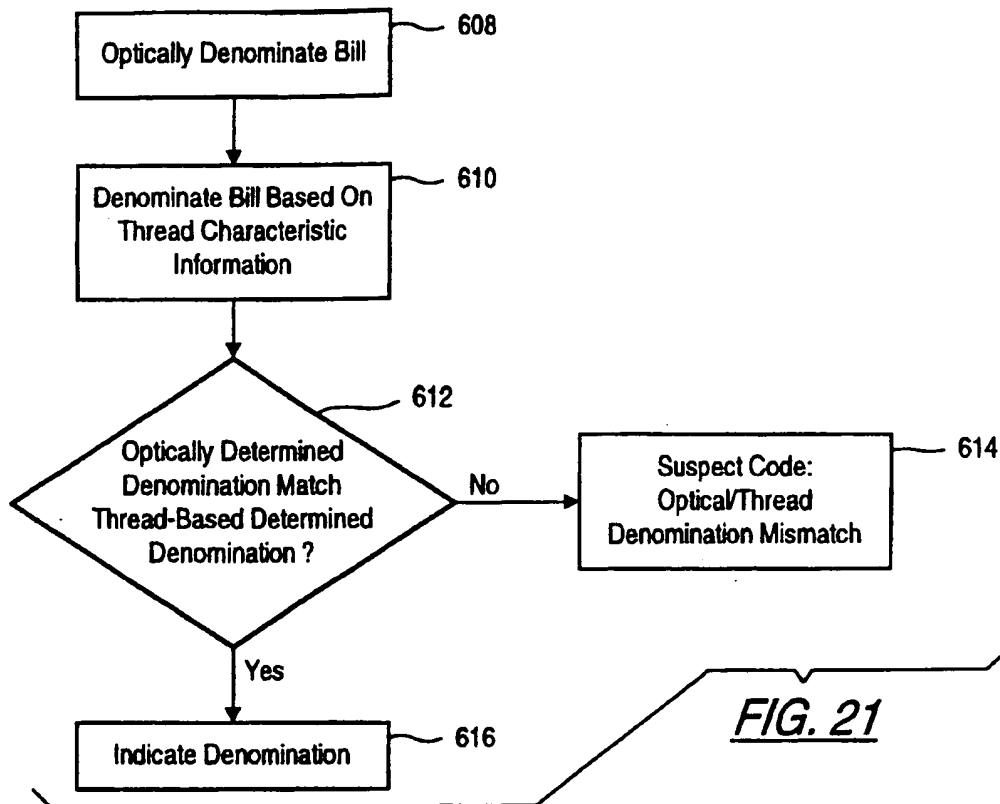 Optically Denominate Bill
608
Denominate Bill Based On
Thread Characteristic
Information
610
612
Optically Determined
Denomination Match
Thread-Based Determined
Denomination ?
No
Suspect Code:
Optical/Thread
Denomination Mismatch
614
Yes
Indicate Denomination
616
FIG. 21